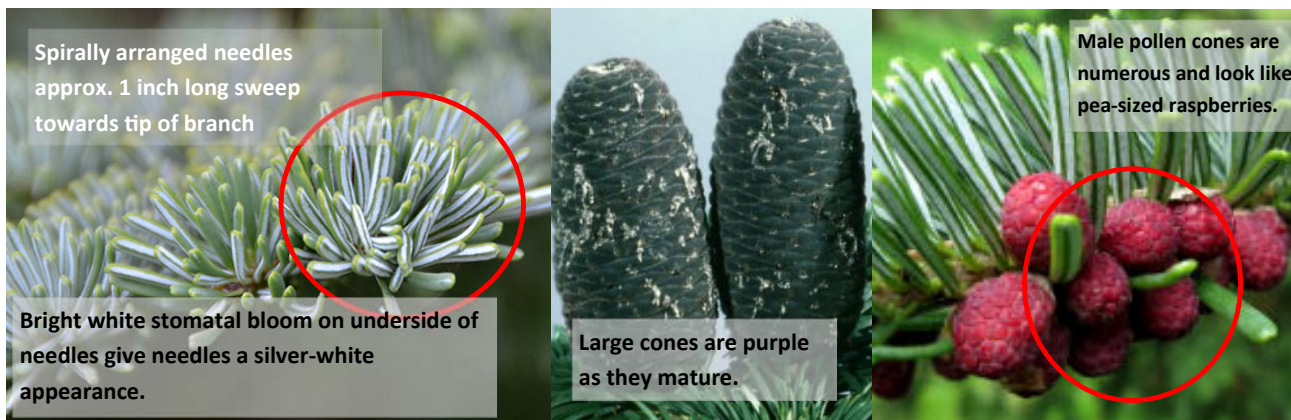 Spirally arranged needles
approx. 1 inch long sweep
towards tip of branch
Bright white stomatal bloom on underside of
needles give needles a silver-white
appearance.
Large cones are purple
as they mature.
Male pollen cones are
numerous and look like
pea-sized raspberries.